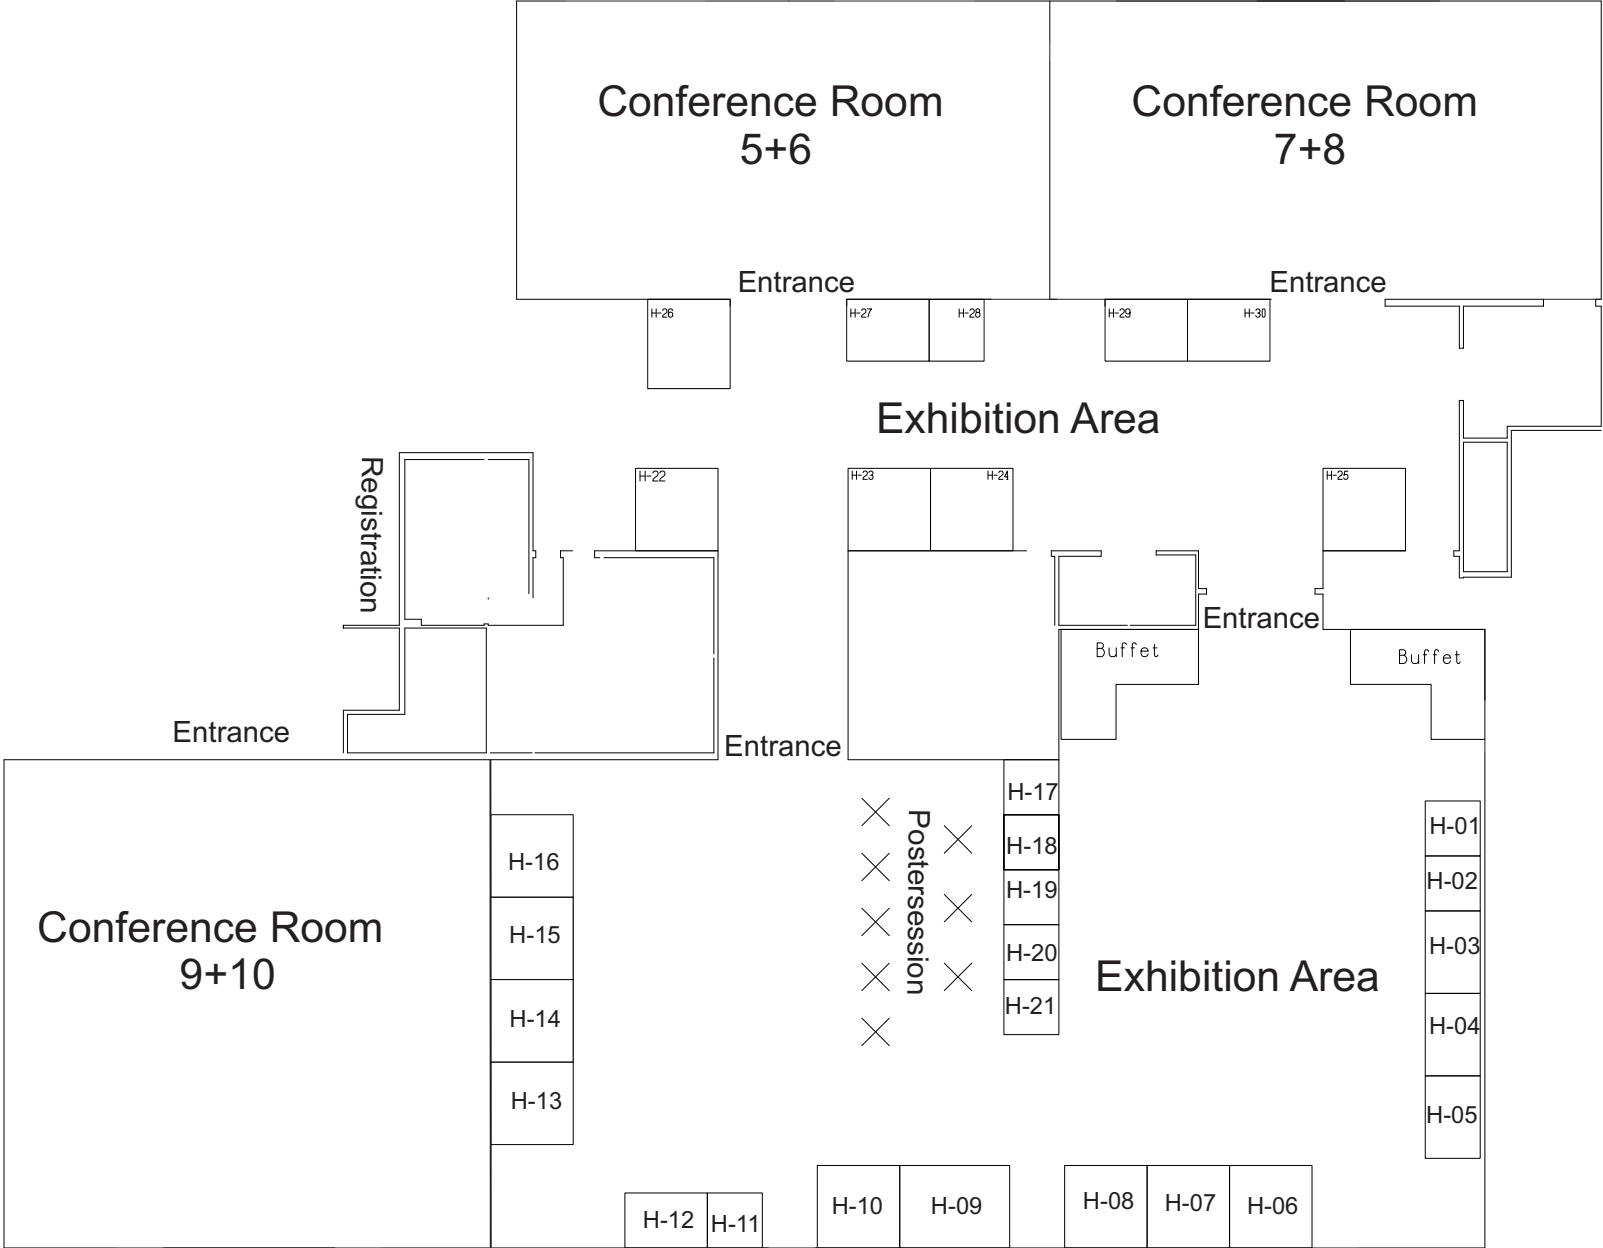 Conference Room
5+6
Conference Room
7+8
Entrance
Entrance
H-26
H-27
H-28
H-29
H-30
Exhibition Area
Registration
H-22
H-23
H-24
H-25
Entrance
Buffet
Buffet
Entrance
Entrance
H-17
H-18
H-19
H-20
H-21
Postersession
H-01
H-02
H-03
H-04
H-05
H-16
H-15
H-14
H-13
Conference Room
9+10
Exhibition Area
H-12
H-11
H-10
H-09
H-08
H-07
H-06